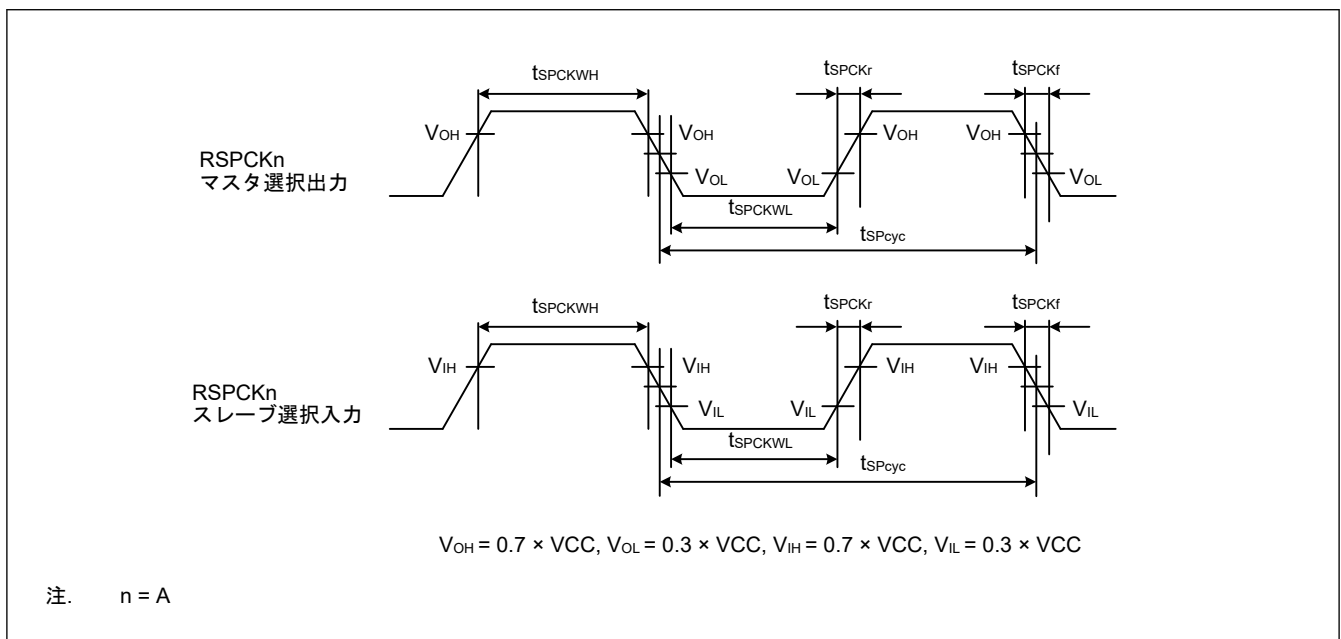 tSPCKWH tSPCKr tSPCKf
VOH VOH VOH VOH
RSPCKn
マスタ選択出力
VOL VOL VOL
tSPCKWL
tSPcyc
tSPCKWH tSPCKr tSPCKf
VIH VIH VIH VIH
RSPCKn
スレーブ選択入力
VIL VIL VIL
tSPCKWL
tSPcyc
VOH = 0.7 × VCC, VOL = 0.3 × VCC, VIH = 0.7 × VCC, VIL = 0.3 × VCC
注. n = A